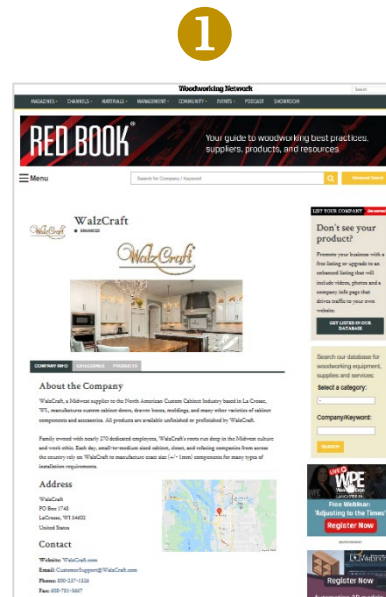 1
Woodworking Network
Search
MAGAZINES CHANNELS MATERIALS MANAGEMENT COMMUNITY EVENTS PODCAST SHOWROOM
RED BOOK®
Your guide to woodworking best practices,
suppliers, products, and resources.
Menu
Search for Company / Keyword
Advanced Search
WalzCraft
WalzCraft
ENHANCED
WalzCraft
LIST YOUR COMPANY
Don't see your
product?
Promote your business with a
free listing or upgrade to an
enhanced listing that will
include videos, photos and a
company info page that
drives traffic to your own
website.
GET LISTED IN OUR
DATABASE
COMPANY INFO CATEGORIES PRODUCTS
About the Company
WalzCraft, a Midwest supplier to the North American Custom Cabinet Industry based in La Crosse,
WI, manufactures custom cabinet doors, drawer boxes, moldings, and many other varieties of cabinet
components and accessories. All products are available unfinished or prefinished by WalzCraft.
Family owned with nearly 270 dedicated employees, WalzCraft's roots run deep in the Midwest culture
and work ethic. Each day, small-to-medium sized cabinet, closet, and refacing companies from across
the country rely on WalzCraft to manufacture exact size (+/- 1mm) components for many types of
installation requirements.
Address
WalzCraft
PO Box 1748
LaCrosse, WI 54602
United States
Contact
Website: WalzCraft.com
Email: CustomerSupport@WalzCraft.com
Phone: 800-237-1326
Search our database for
woodworking equipment,
supplies and services:
Select a category:
Company/Keyword:
SEARCH
LIVE
WPE
Free Webinar:
'Adjusting to the Times'
Register Now
Register Now